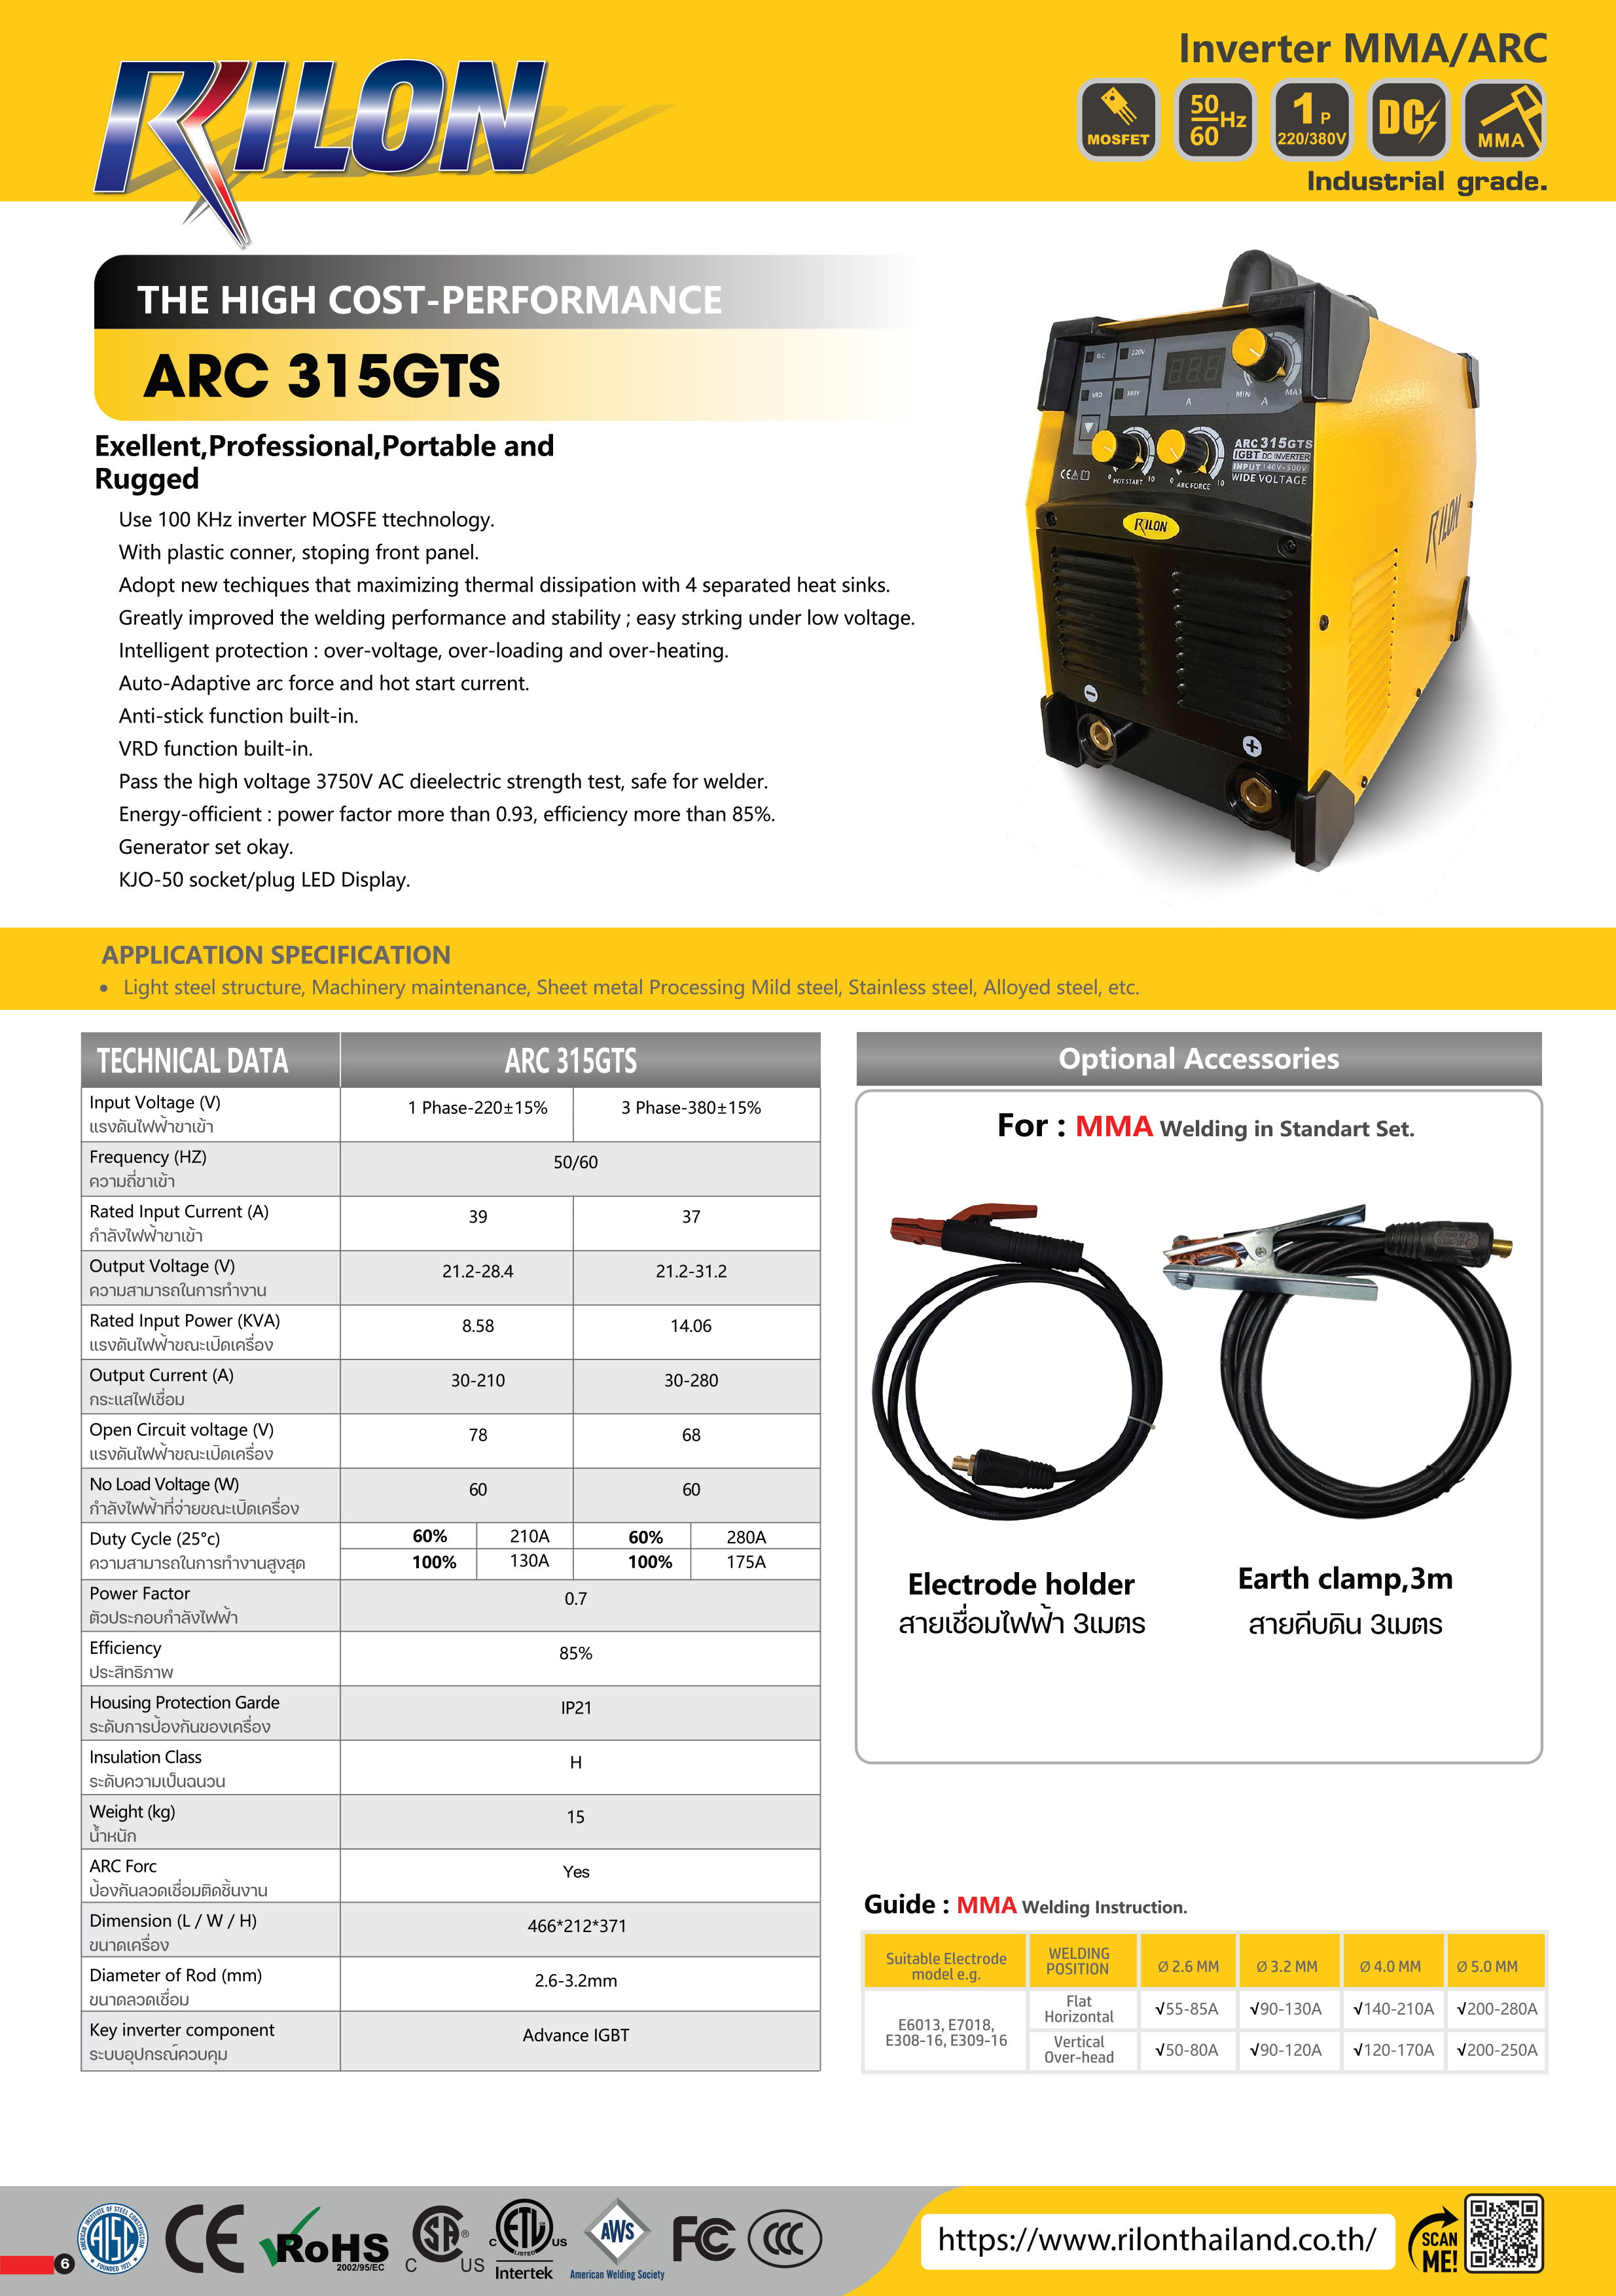 RILON
Inverter MMA/ARC
MOSFET
50
60
Hz
1 P
220/380V
DC
MMA
Industrial grade.
THE HIGH COST-PERFORMANCE
ARC 315GTS
Exellent,Professional,Portable and
Rugged
Use 100 KHz inverter MOSFE ttechnology.
With plastic conner, stoping front panel.
Adopt new techiques that maximizing thermal dissipation with 4 separated heat sinks.
Greatly improved the welding performance and stability ; easy strking under low voltage.
Intelligent protection : over-voltage, over-loading and over-heating.
Auto-Adaptive arc force and hot start current.
Anti-stick function built-in.
VRD function built-in.
Pass the high voltage 3750V AC dieelectric strength test, safe for welder.
Energy-officient : power factor more than 0.93, efficiency more than 85%.
Generator set okay.
KJO-50 socket/plug LED Display.
O.C 220V
VRD 380V
A
MIN A MAX
0 HOT START 10
0 ARC FORCE 10
ARC 315GTS
IGBT DC INVERTER
INPUT 140V~500V
WIDE VOLTAGE
CE
RILON
RILON
APPLICATION SPECIFICATION
• Light steel structure, Machinery maintenance, Sheet metal Processing Mild steel, Stainless steel, Alloyed steel, etc.
TECHNICAL DATA ARC 315GTS
Input Voltage (V) 1 Phase-220±15% 3 Phase-380±15%
แรงดันไฟฟ้าขาเข้า
Frequency (HZ) 50/60
ความถี่ขาเข้า
Rated Input Current (A) 39 37
กำลังไฟฟ้าขาเข้า
Output Voltage (V) 21.2-28.4 21.2-31.2
ความสามารถในการทำงาน
Rated Input Power (KVA) 8.58 14.06
แรงดันไฟฟ้าขณะเปิดเครื่อง
Output Current (A) 30-210 30-280
กระแสไฟเชื่อม
Open Circuit voltage (V) 78 68
แรงดันไฟฟ้าขณะเปิดเครื่อง
No Load Voltage (W) 60 60
กำลังไฟฟ้าที่จ่ายขณะเปิดเครื่อง
Duty Cycle (25°c) 60% 210A 60% 280A
ความสามารถในการทำงานสูงสุด 100% 130A 100% 175A
Power Factor 0.7
ตัวประกอบกำลังไฟฟ้า
Efficiency 85%
ประสิทธิภาพ
Housing Protection Garde IP21
ระดับการป้องกันของเครื่อง
Insulation Class H
ระดับความเป็นฉนวน
Weight (kg) 15
น้ำหนัก
ARC Forc Yes
ป้องกันลวดเชื่อมติดชิ้นงาน
Dimension (L / W / H) 466*212*371
ขนาดเครื่อง
Diameter of Rod (mm) 2.6-3.2mm
ขนาดลวดเชื่อม
Key inverter component Advance IGBT
ระบบอุปกรณ์ควบคุม
Optional Accessories
For : MMA Welding in Standart Set.
Electrode holder
สายเชื่อมไฟฟ้า 3เมตร
Earth clamp,3m
สายคีบดิน 3เมตร
Guide : MMA Welding Instruction.
Suitable Electrode model e.g. WELDING POSITION Ø 2.6 MM Ø 3.2 MM Ø 4.0 MM Ø 5.0 MM
E6013, E7018,
E308-16, E309-16
Flat Horizontal √55-85A √90-130A √140-210A √200-280A
Vertical Over-head √50-80A √90-120A √120-170A √200-250A
6
AMERICAN INSTITUTE OF STEEL CONSTRUCTION
AISC
FOUNDED 1921
CE
RoHS
2002/95/EC
C SA ® US
C ETL US
LISTED
Intertek
AWS
American Welding Society
FC
CCC
https://www.rilonthailand.co.th/
SCAN
ME!